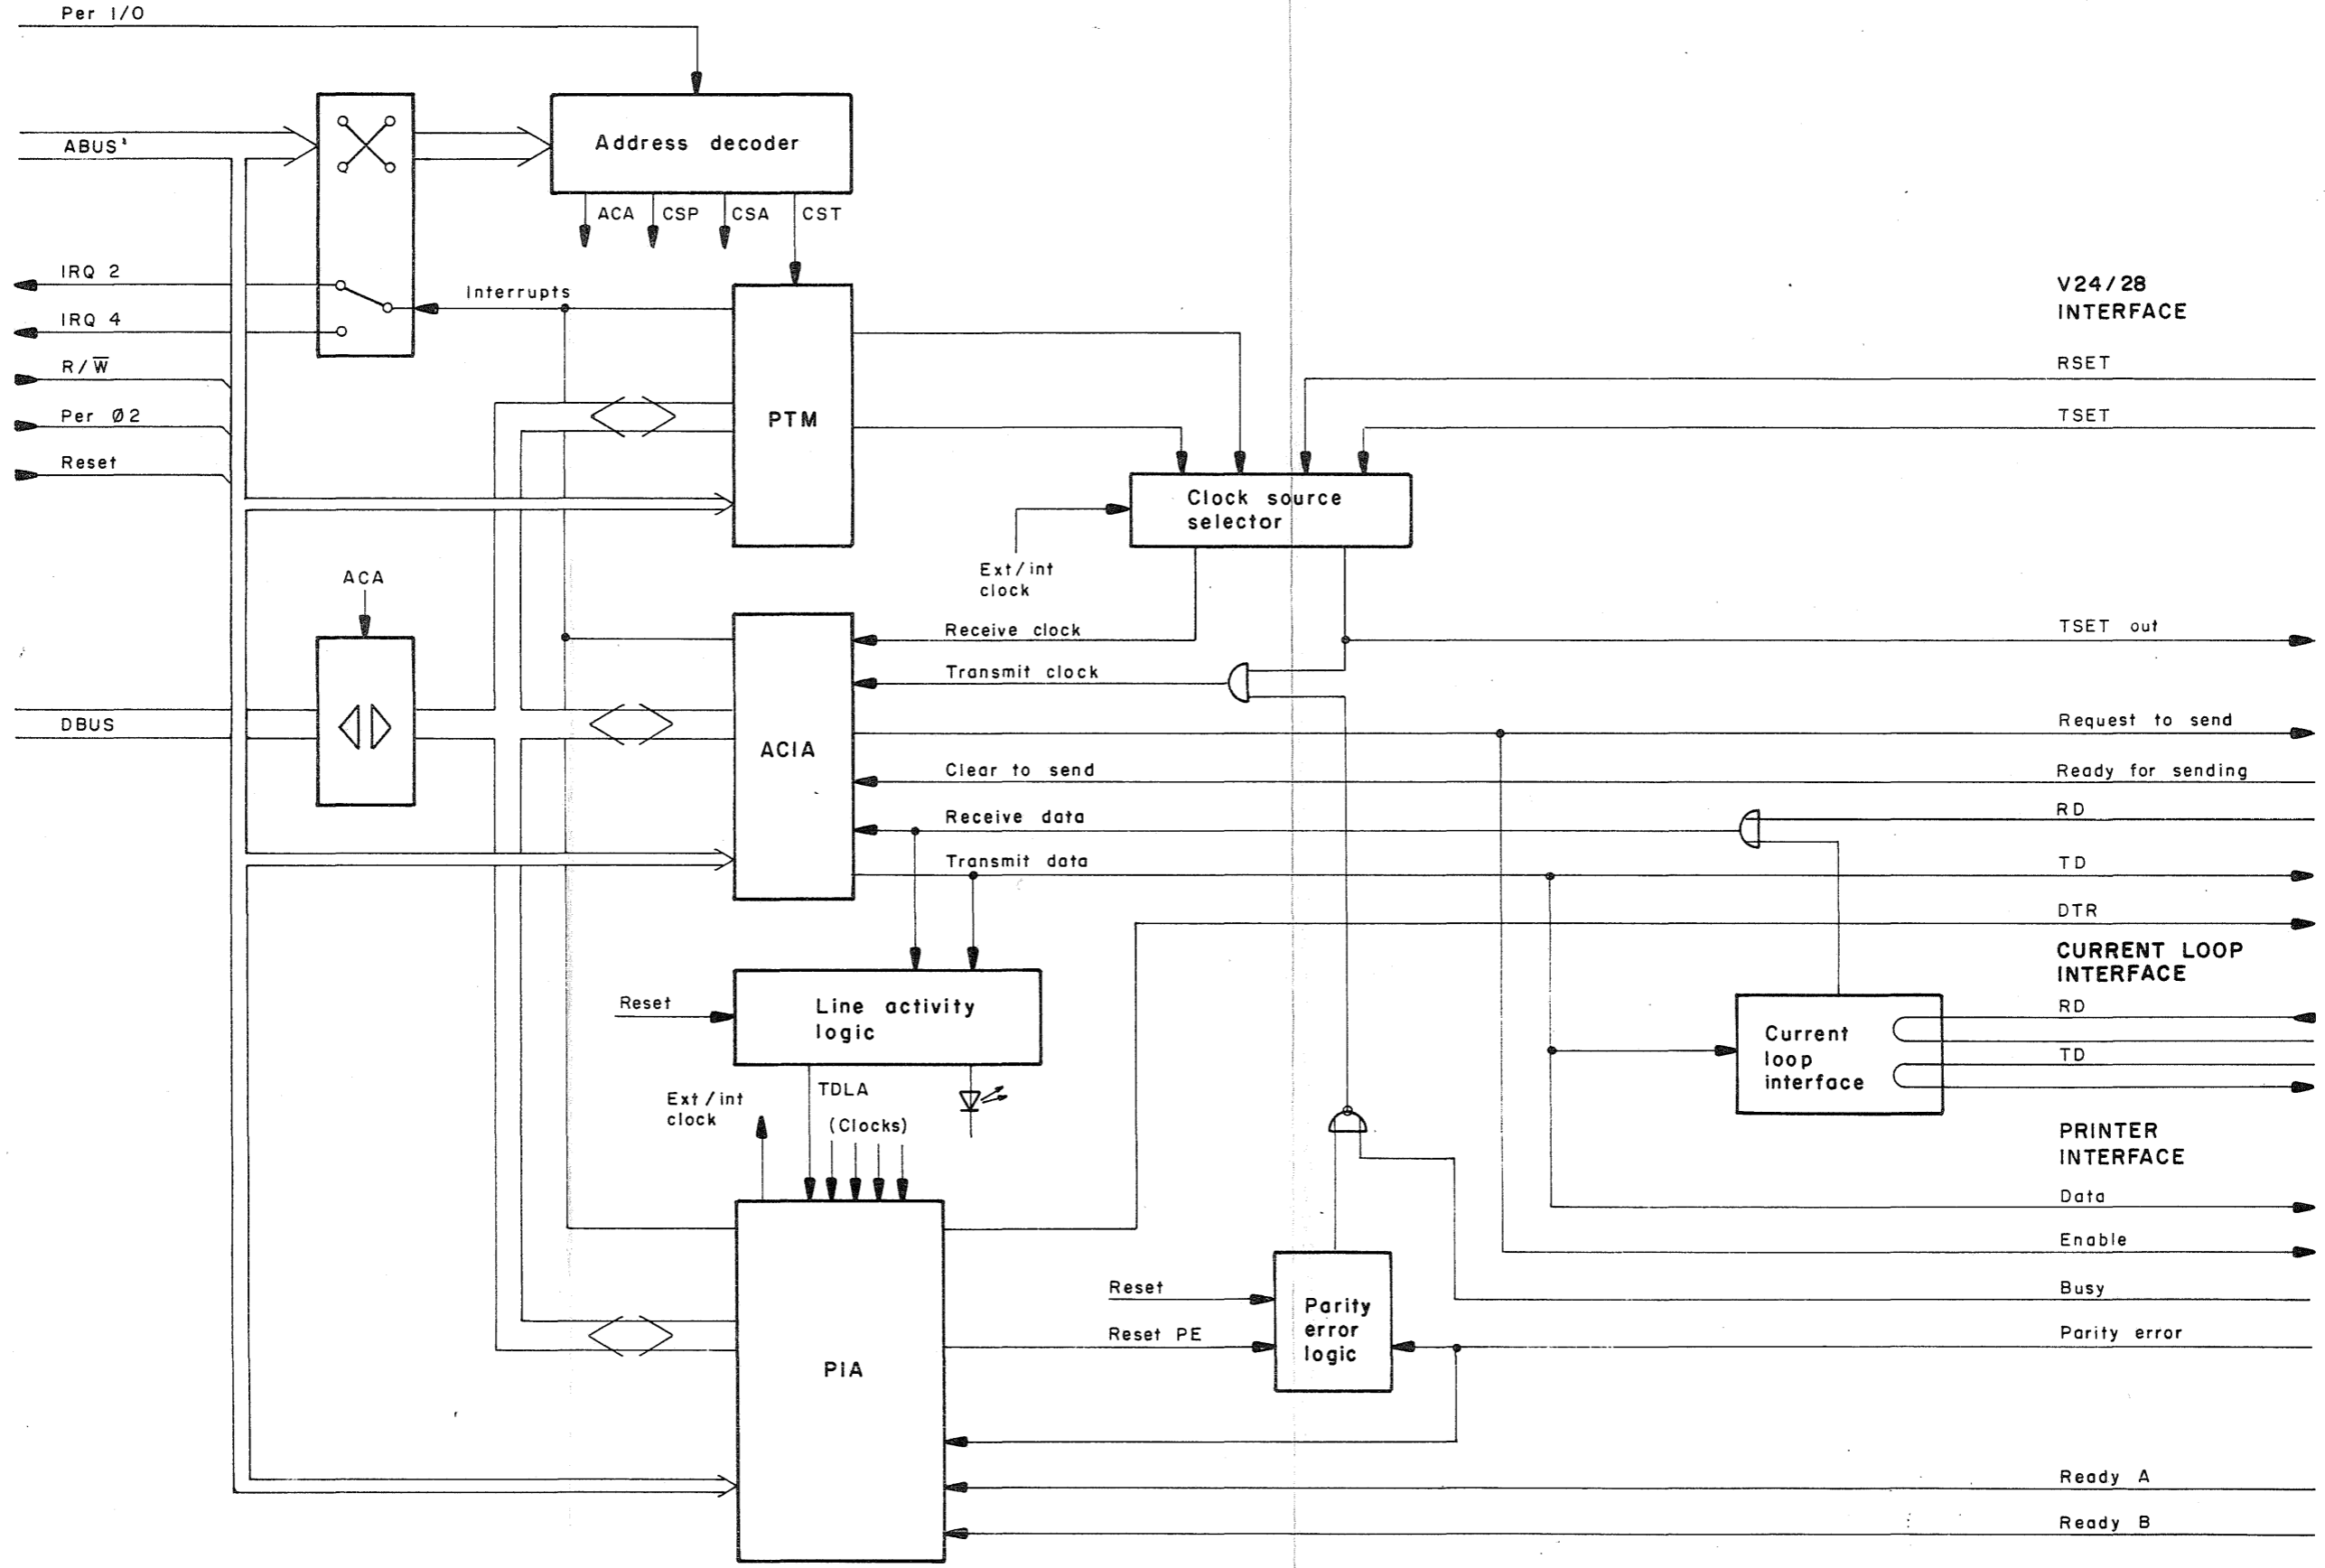 Per I/O
ABUS¹
Address decoder
ACA
CSP
CSA
CST
IRQ 2
Interrupts
IRQ 4
R/W̅
Per Ø2
Reset
PTM
V24/28
INTERFACE
RSET
TSET
Clock source
selector
Ext/int
clock
ACA
Receive clock
TSET out
Transmit clock
DBUS
ACIA
Request to send
Clear to send
Ready for sending
Receive data
RD
Transmit data
TD
DTR
CURRENT LOOP
INTERFACE
Reset
Line activity
logic
RD
Current
loop
interface
TD
TDLA
Ext/int
clock
(Clocks)
PRINTER
INTERFACE
Data
Enable
Reset
Busy
Parity
error
logic
Reset PE
Parity error
PIA
Ready A
Ready B